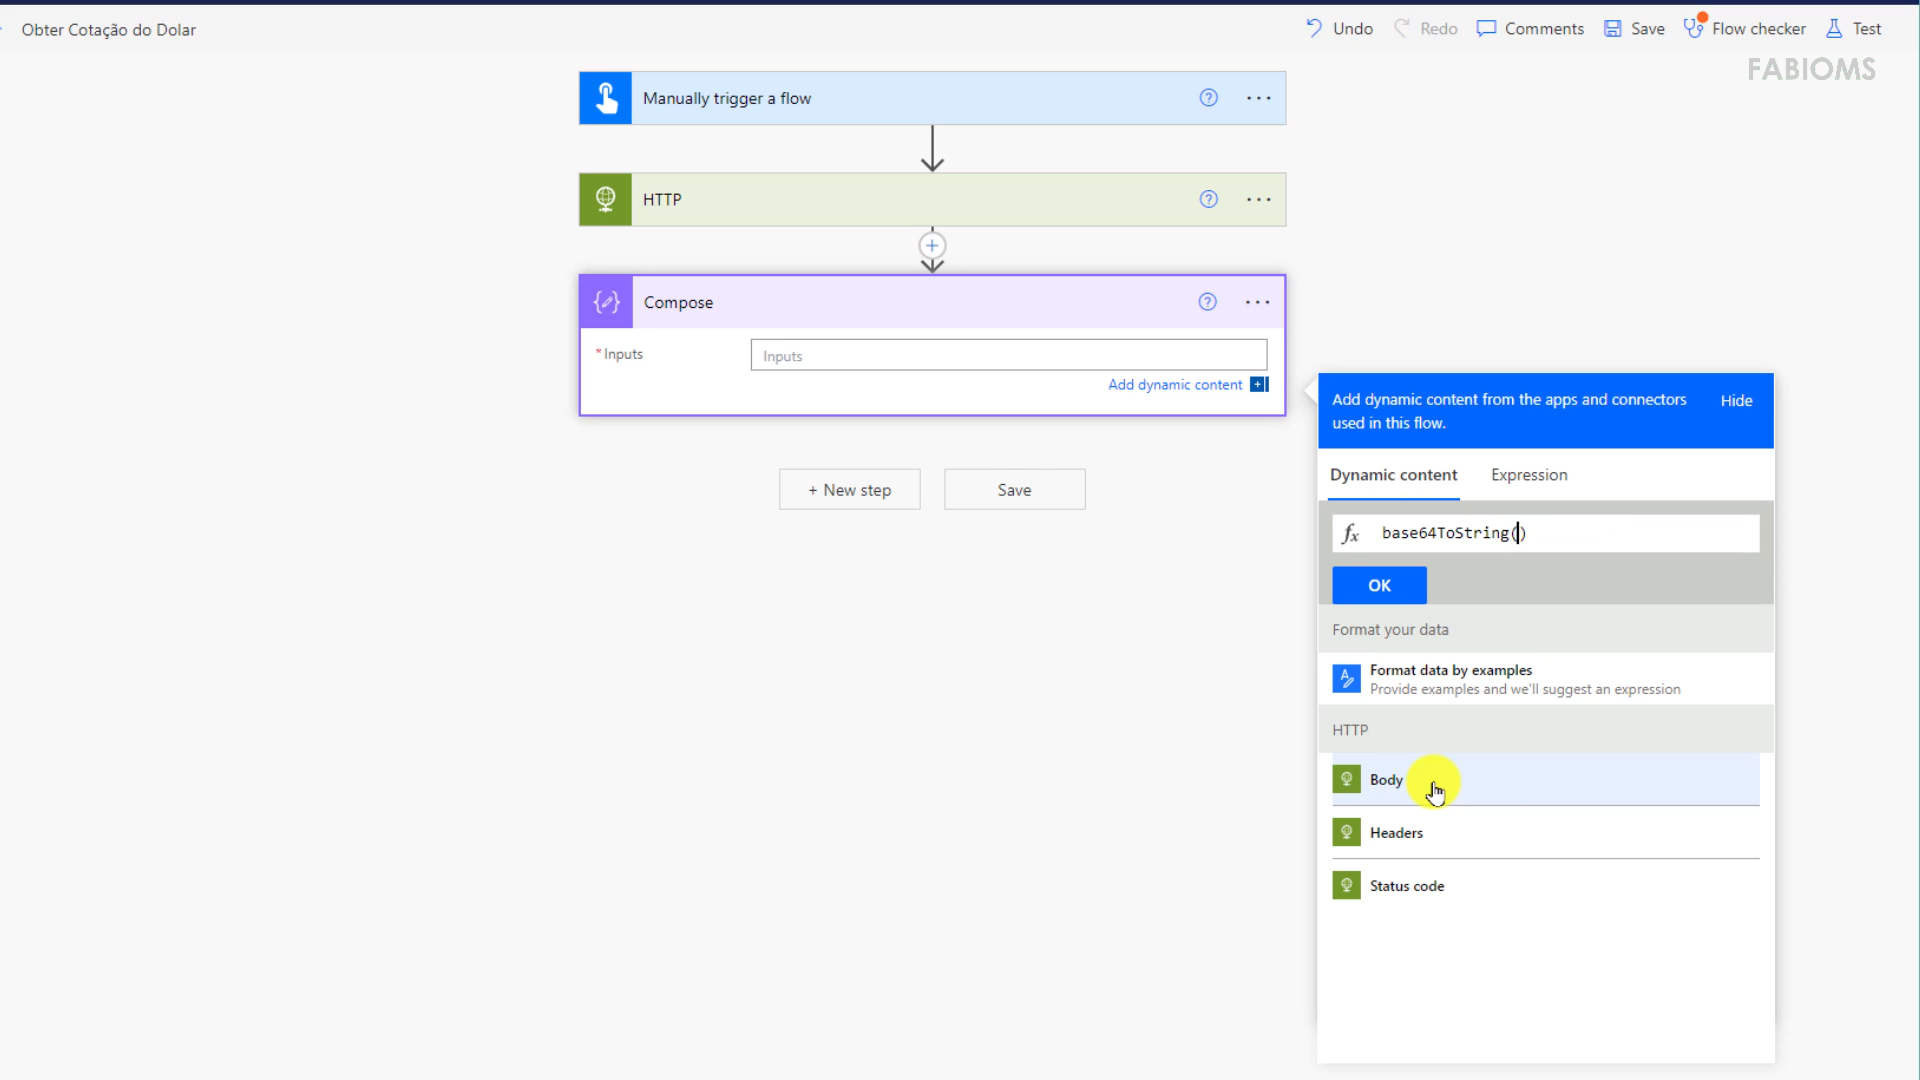 Obter Cotação do Dolar
Undo
Redo
Comments
Save
Flow checker
Test
FABIOMS
Manually trigger a flow
HTTP
Compose
* Inputs
Inputs
Add dynamic content
+ New step
Save
Add dynamic content from the apps and connectors
used in this flow.
Hide
Dynamic content
Expression
fx base64ToString()
OK
Format your data
Format data by examples
Provide examples and we'll suggest an expression
HTTP
Body
Headers
Status code